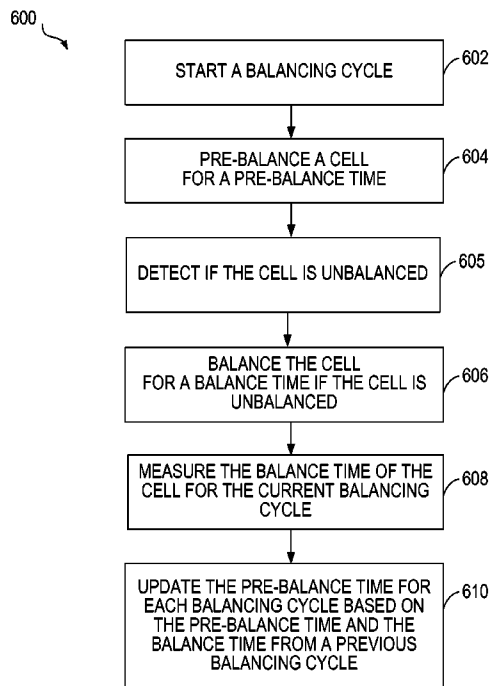 600
START A BALANCING CYCLE
602
PRE-BALANCE A CELL
FOR A PRE-BALANCE TIME
604
DETECT IF THE CELL IS UNBALANCED
605
BALANCE THE CELL
FOR A BALANCE TIME IF THE CELL IS
UNBALANCED
606
MEASURE THE BALANCE TIME OF THE
CELL FOR THE CURRENT BALANCING
CYCLE
608
UPDATE THE PRE-BALANCE TIME FOR
EACH BALANCING CYCLE BASED ON
THE PRE-BALANCE TIME AND THE
BALANCE TIME FROM A PREVIOUS
BALANCING CYCLE
610